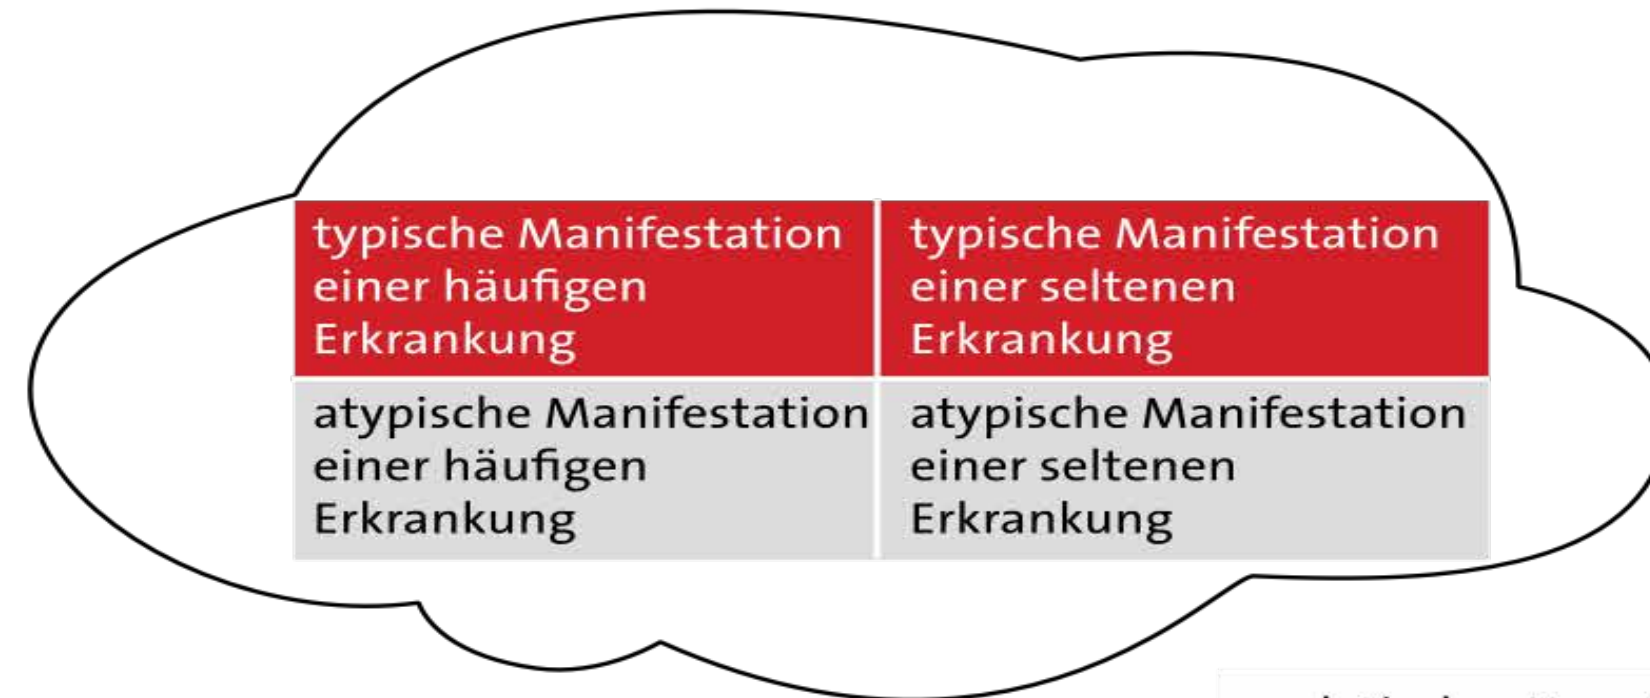 typische Manifestation
einer häufigen
Erkrankung
typische Manifestation
einer seltenen
Erkrankung
atypische Manifestation
einer häufigen
Erkrankung
atypische Manifestation
einer seltenen
Erkrankung